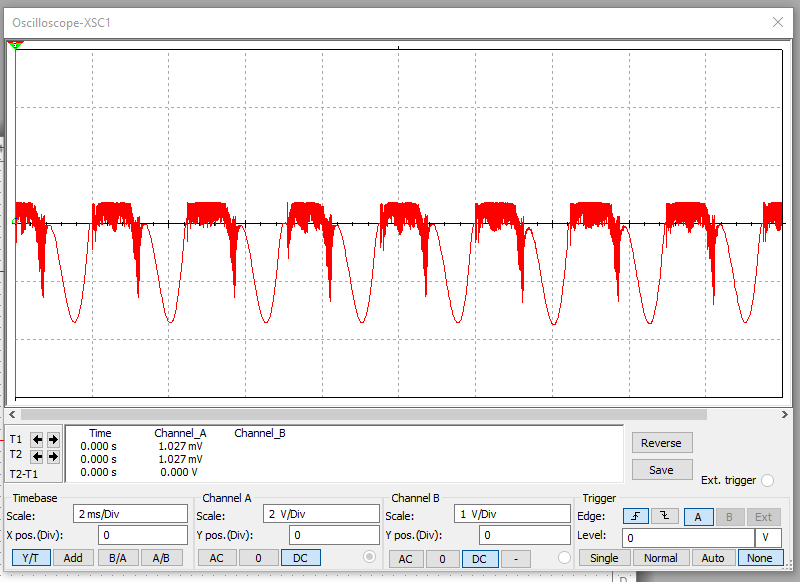 Oscilloscope-XSC1
T1
T2
T2-T1
Time Channel_A Channel_B
0.000 s 1.027 mV
0.000 s 1.027 mV
0.000 s 0.000 V
Reverse
Save
Ext. trigger
Timebase
Scale: 2 ms/Div
X pos.(Div): 0
Y/T Add B/A A/B
Channel A
Scale: 2 V/Div
Y pos.(Div): 0
AC 0 DC
Channel B
Scale: 1 V/Div
Y pos.(Div): 0
AC 0 DC -
Trigger
Edge: A B Ext
Level: 0 V
Single Normal Auto None